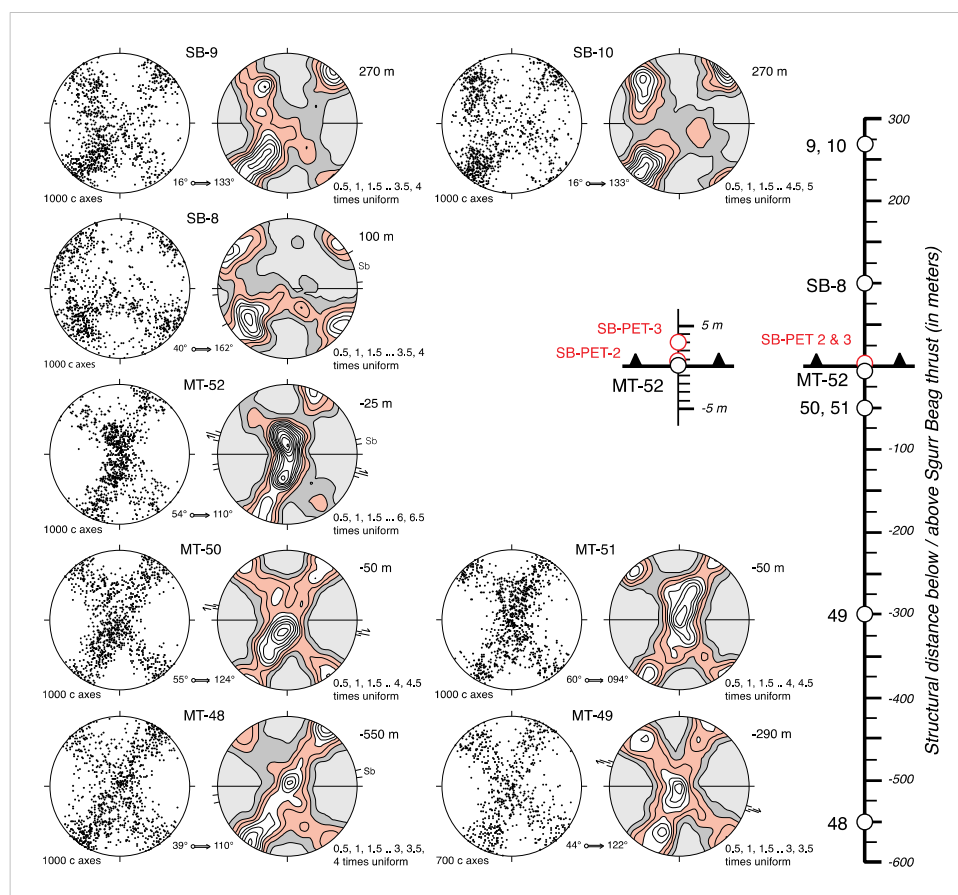 SB-9
270 m
16° 133°
1000 c axes
0.5, 1, 1.5 .. 3.5, 4
times uniform
SB-10
270 m
16° 133°
1000 c axes
0.5, 1, 1.5 .. 4.5, 5
times uniform
SB-8
100 m
Sb
40° 162°
1000 c axes
0.5, 1, 1.5 .. 3.5, 4
times uniform
MT-52
-25 m
Sb
54° 110°
1000 c axes
0.5, 1, 1.5 ... 6, 6.5
times uniform
MT-50
-50 m
55° 124°
1000 c axes
0.5, 1, 1.5 .. 4, 4.5
times uniform
MT-51
-50 m
60° 094°
1000 c axes
0.5, 1, 1.5 .. 4, 4.5
times uniform
MT-48
-550 m
Sb
39° 110°
1000 c axes
0.5, 1, 1.5 .. 3, 3.5,
4 times uniform
MT-49
-290 m
44° 122°
700 c axes
0.5, 1, 1.5 .. 3, 3.5
times uniform
SB-PET-3
5 m
SB-PET-2
MT-52
-5 m
300
9, 10
200
SB-8
SB-PET 2 & 3
MT-52
50, 51
-100
-200
49
-300
-400
-500
48
-600
Structural distance below / above Sgurr Beag thrust (in meters)